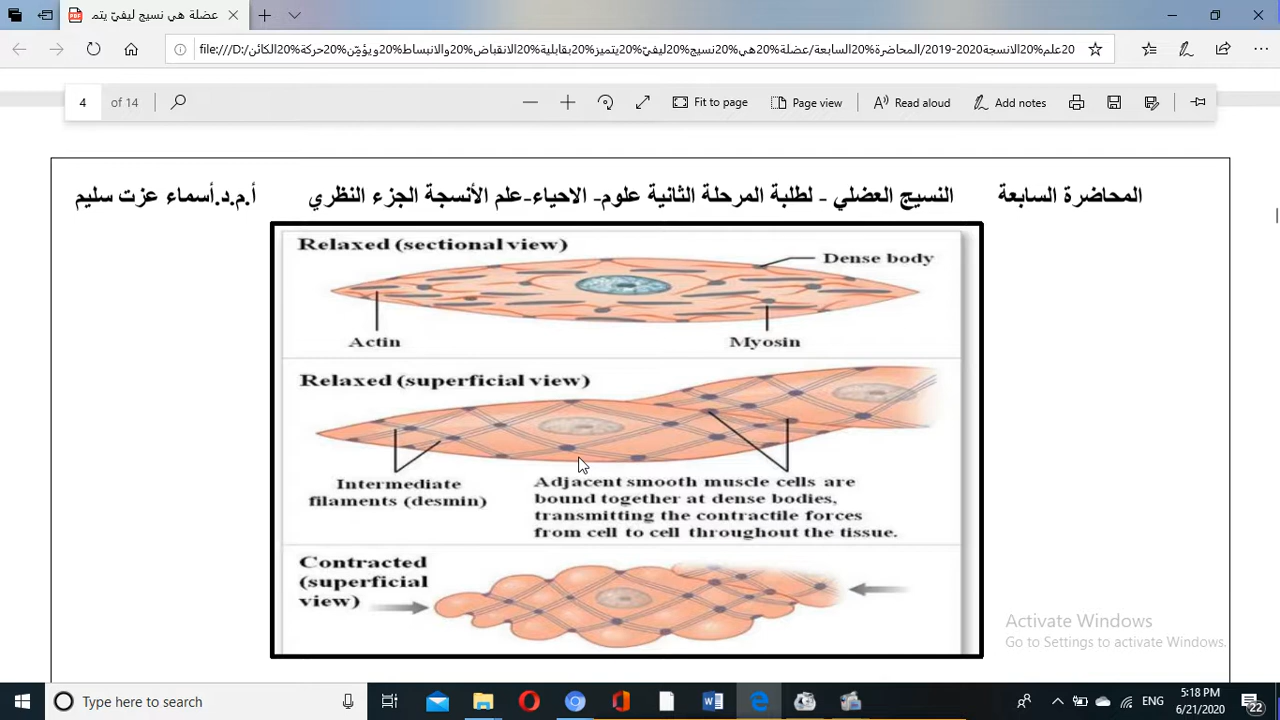 عضلة هي نسيج ليفيّ يتم
file:///D:/المحاضرة%20السابعة/عضلة%20هي%20نسيج%20ليفيّ%20يتميز%20بقابلية%20الانقباض%20والانبساط%20ويؤمِّن%20حركة%20الكائن/2019-2020%20علم%20الانسجة%20
4 of 14
Fit to page
Page view
Read aloud
Add notes
المحاضرة السابعة النسيج العضلي - لطلبة المرحلة الثانية علوم- الاحياء-علم الأنسجة الجزء النظري أ.م.د.أسماء عزت سليم
Relaxed (sectional view)
Dense body
Actin
Myosin
Relaxed (superficial view)
Intermediate
filaments (desmin)
Adjacent smooth muscle cells are
bound together at dense bodies,
transmitting the contractile forces
from cell to cell throughout the tissue.
Contracted
(superficial
view)
Activate Windows
Go to Settings to activate Windows.
Type here to search
ENG
5:18 PM
6/21/2020
22